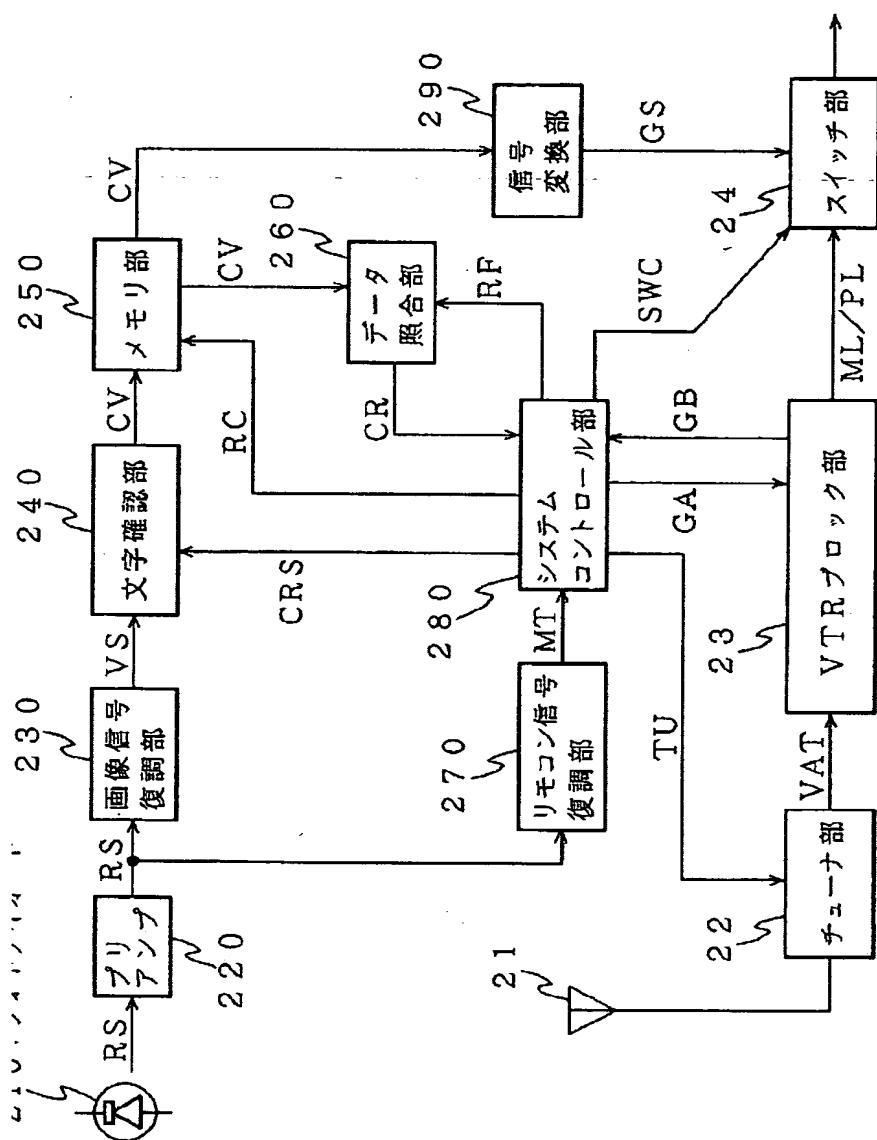 RS
プリ
アンプ
220
RS
230
画像信号
復調部
VS
240
文字確認部
CV
250
メモリ部
CV
CV
260
データ
照合部
290
信号
変換部
GS
CRS
RC
CR
RF
270
リモコン信号
復調部
MT
280
システム
コントロール部
SWC
TU
GA
GB
21
22
チューナ部
VAT
23
VTRブロック部
ML/PL
24
スイッチ部